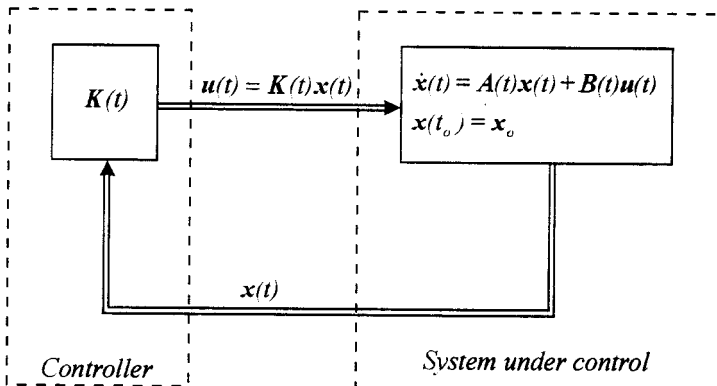 K(t)
u(t) = K(t)x(t)
ẋ(t) = A(t)x(t) + B(t)u(t)
x(tₒ) = xₒ
x(t)
Controller
System under control